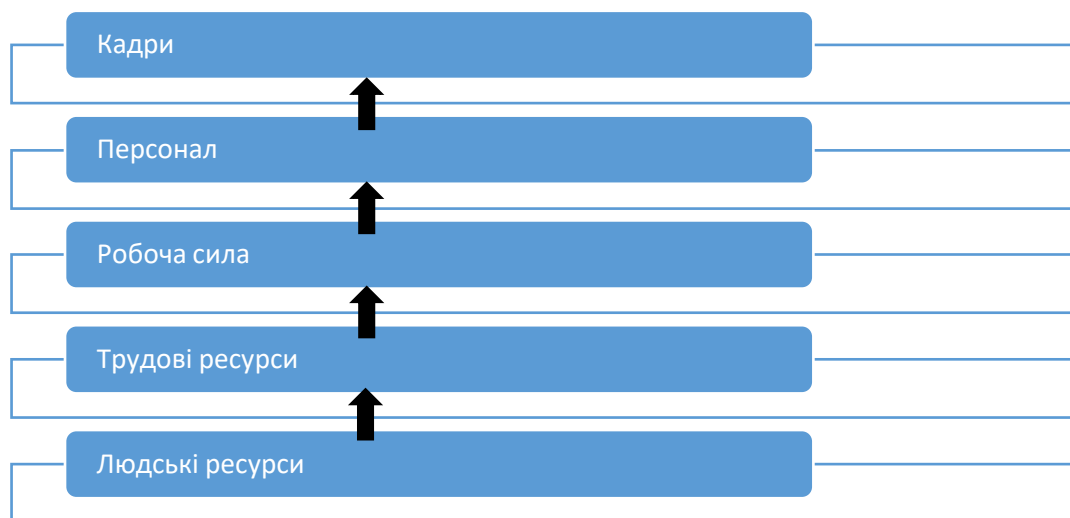 Кадри
Персонал
Робоча сила
Трудові ресурси
Людські ресурси